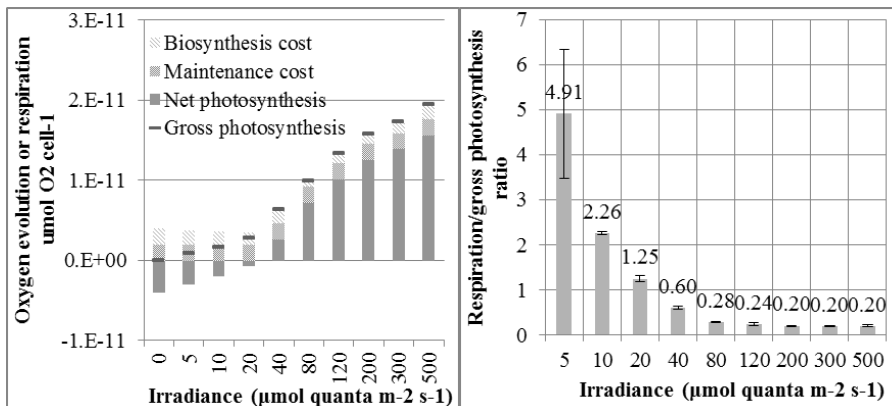 3.E-11
2.E-11
1.E-11
0.E+00
-1.E-11
Oxygen evolution or respiration
umol O2 cell-1
Biosynthesis cost
Maintenance cost
Net photosynthesis
Gross photosynthesis
0 5 10 20 40 80 120 200 300 500
Irradiance (µmol quanta m-2 s-1)
Respiration/gross photosynthesis
ratio
7
6
5
4
3
2
1
0
4.91
2.26
1.25
0.60
0.28 0.24 0.20 0.20 0.20
5 10 20 40 80 120 200 300 500
Irradiance (µmol quanta m-2 s-1)